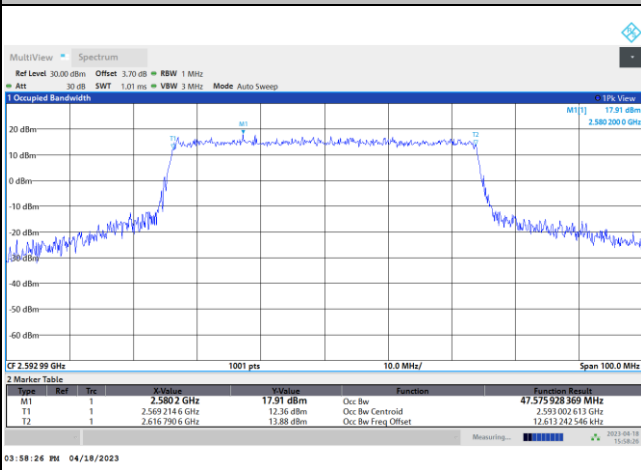 MultiView Spectrum
Ref Level 30.00 dBm Offset 3.70 dB RBW 1 MHz
Att 30 dB SWT 1.01 ms VBW 3 MHz Mode Auto Sweep
1 Occupied Bandwidth 1Pk View
M1[1] 17.91 dBm
2.580 200 0 GHz
M1
T1 T2
20 dBm
10 dBm
0 dBm
-10 dBm
-20 dBm
-30 dBm
-40 dBm
-50 dBm
-60 dBm
CF 2.592 99 GHz 1001 pts 10.0 MHz/ Span 100.0 MHz
2 Marker Table
Type Ref Trc X-Value Y-Value Function Function Result
M1 1 2.580 2 GHz 17.91 dBm Occ Bw 47.575 928 369 MHz
T1 1 2.569 214 6 GHz 12.36 dBm Occ Bw Centroid 2.593 002 613 GHz
T2 1 2.616 790 6 GHz 13.88 dBm Occ Bw Freq Offset 12.613 242 546 kHz
Measuring... 2023-04-18
15:58:26
03:58:26 PM 04/18/2023